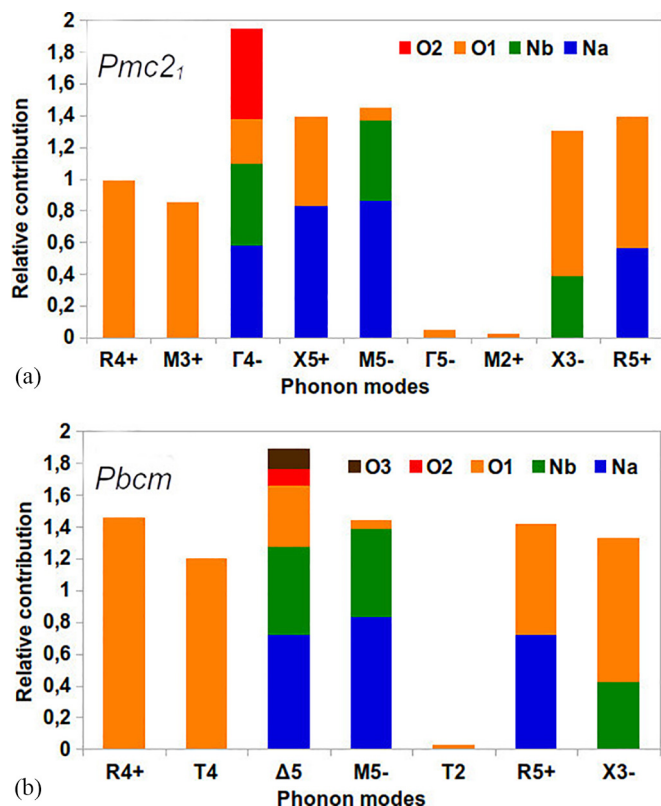 2
1,8
1,6
1,4
1,2
1
0,8
0,6
0,4
0,2
0
Relative contribution
Pmc2₁
O2 O1 Nb Na
R4+ M3+ Γ4- X5+ M5- Γ5- M2+ X3- R5+
(a)
Phonon modes
2
1,8
1,6
1,4
1,2
1
0,8
0,6
0,4
0,2
0
Relative contribution
Pbcm
O3 O2 O1 Nb Na
R4+ T4 Δ5 M5- T2 R5+ X3-
(b)
Phonon modes